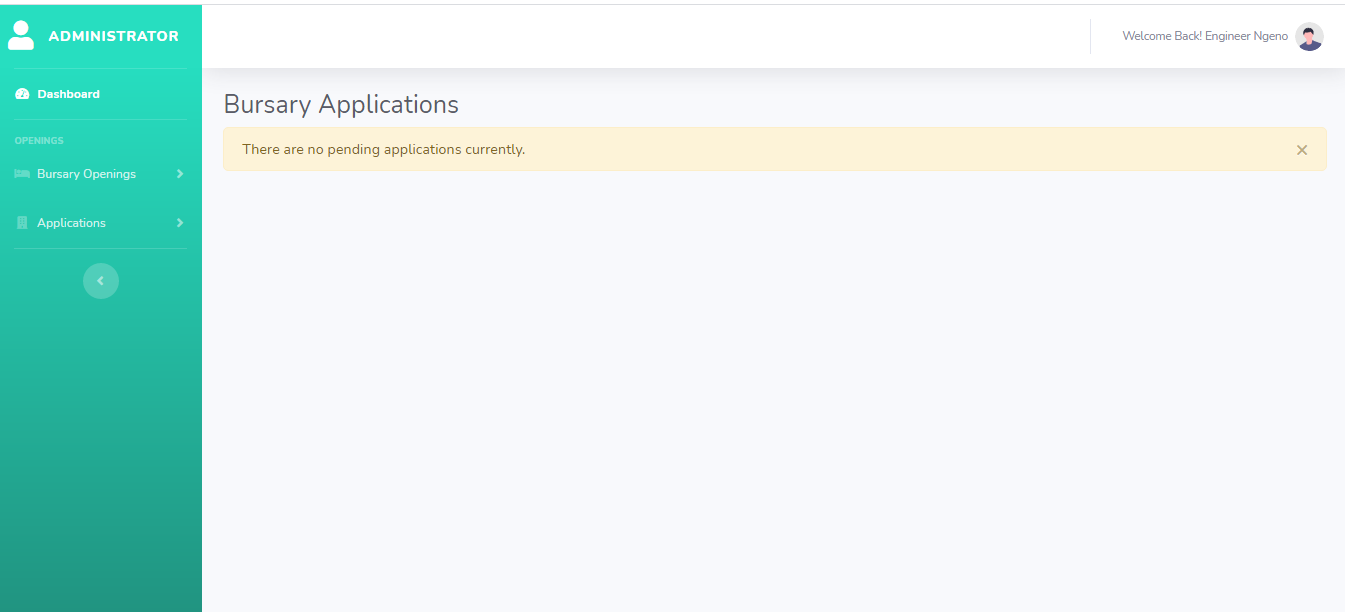 ADMINISTRATOR
Welcome Back! Engineer Ngeno
Dashboard
OPENINGS
Bursary Openings
Applications
Bursary Applications
There are no pending applications currently.